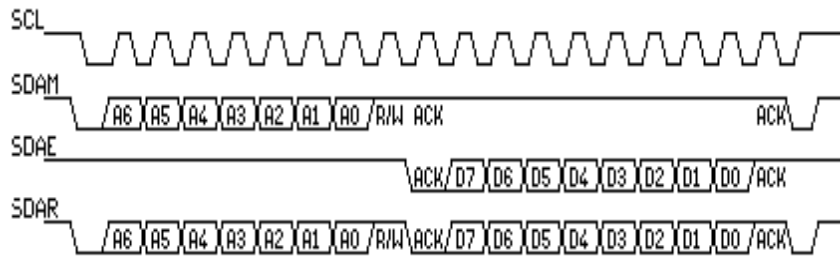 SCL
SDAM
A6 A5 A4 A3 A2 A1 A0 R/W ACK ACK
SDAE
ACK D7 D6 D5 D4 D3 D2 D1 D0 ACK
SDAR
A6 A5 A4 A3 A2 A1 A0 R/W ACK D7 D6 D5 D4 D3 D2 D1 D0 ACK